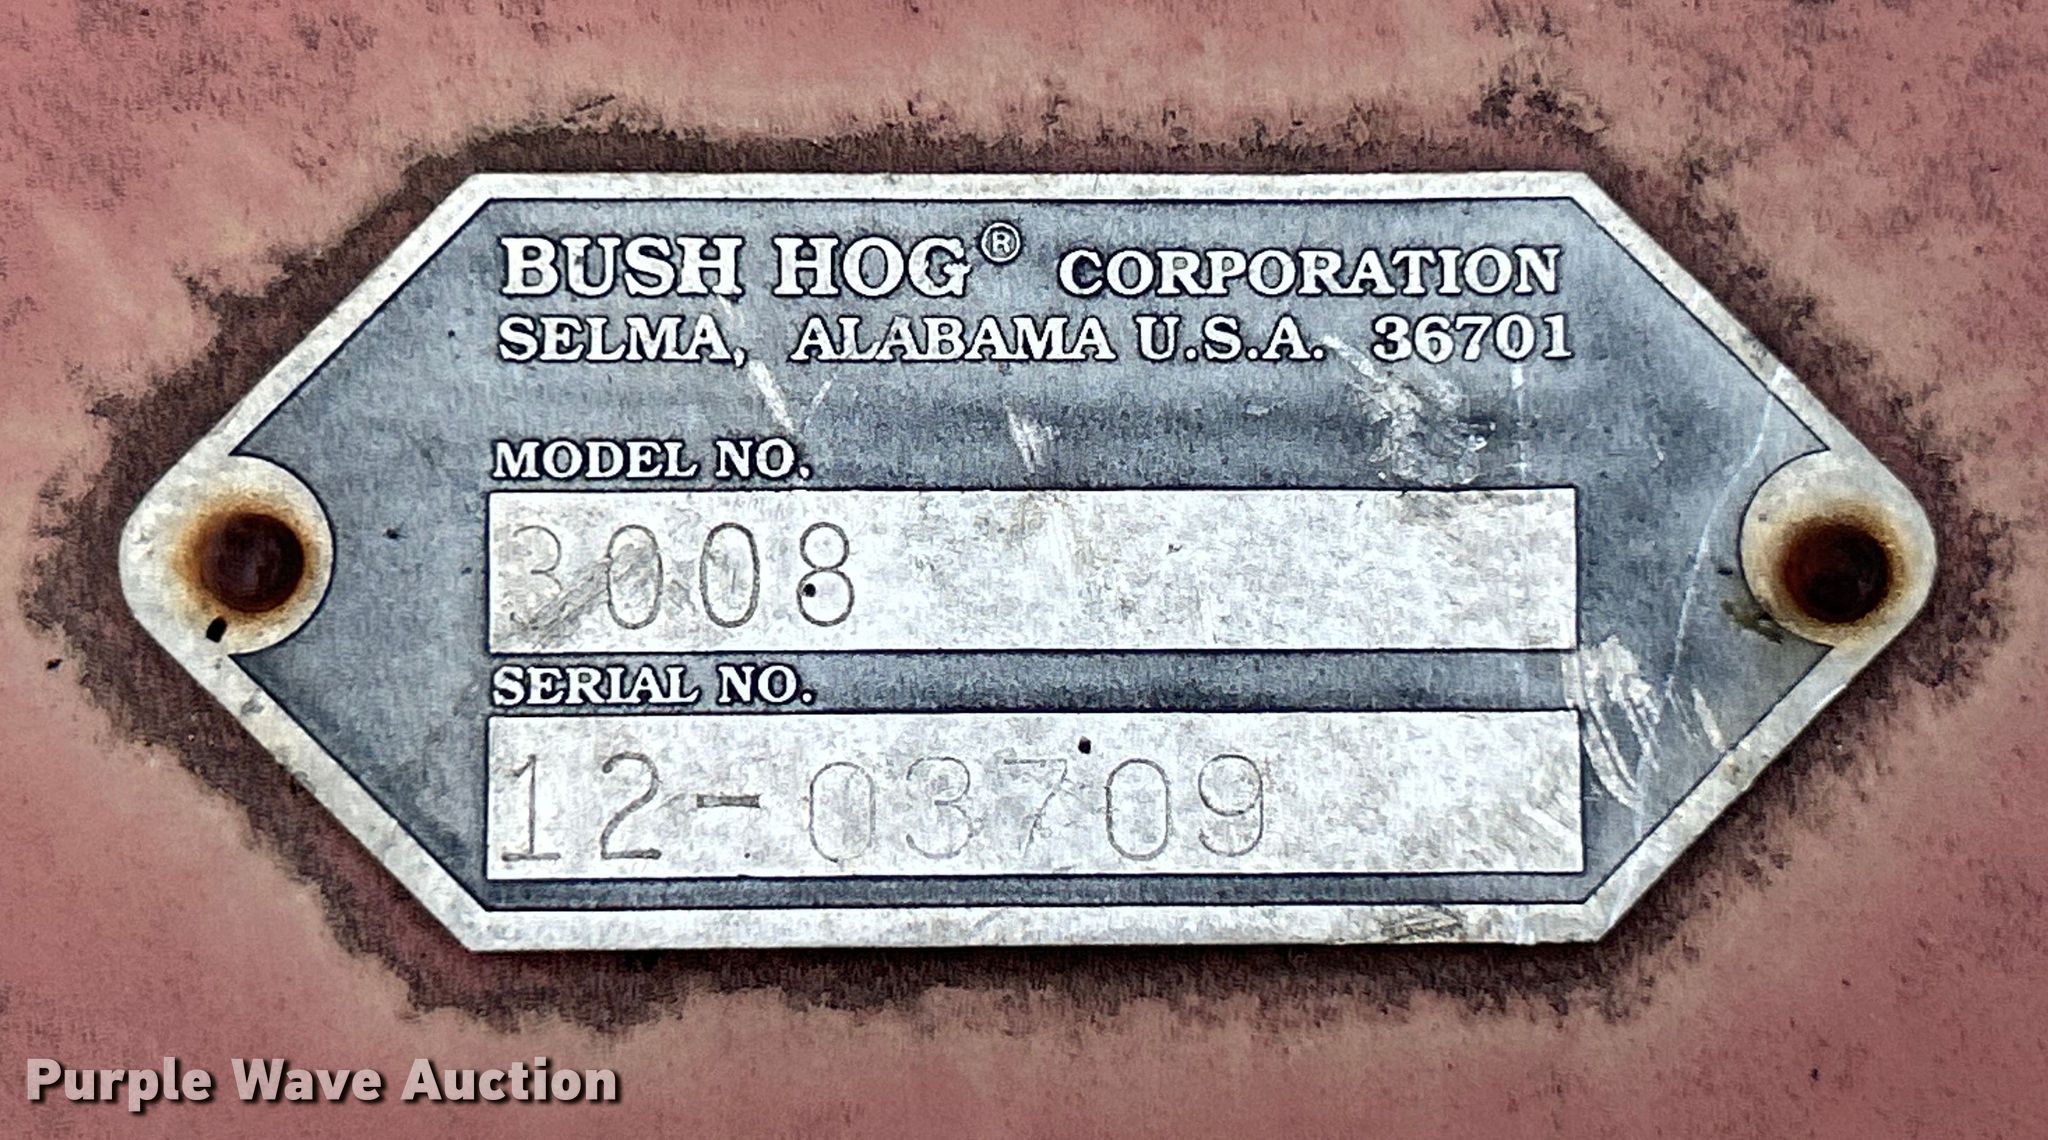 BUSH HOG® CORPORATION
SELMA, ALABAMA U.S.A. 36701
MODEL NO.
3008
SERIAL NO.
12-03709
Purple Wave Auction